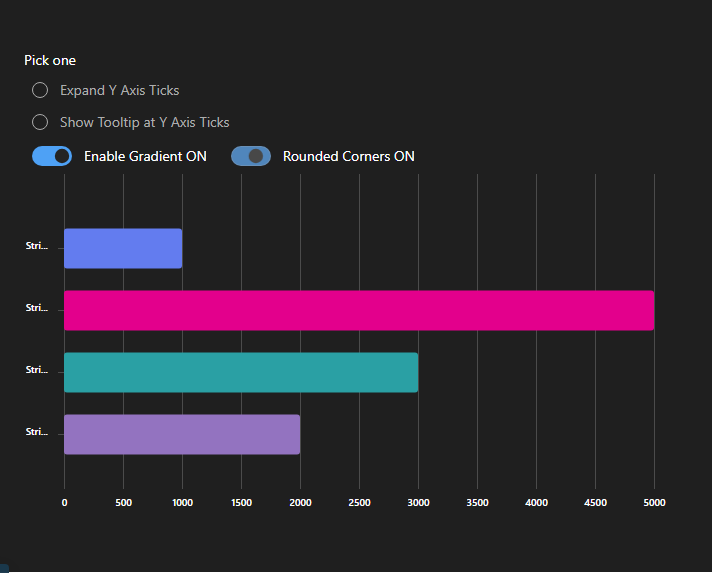 Pick one
Expand Y Axis Ticks
Show Tooltip at Y Axis Ticks
Enable Gradient ON Rounded Corners ON
Stri...
Stri...
Stri...
Stri...
0 500 1000 1500 2000 2500 3000 3500 4000 4500 5000